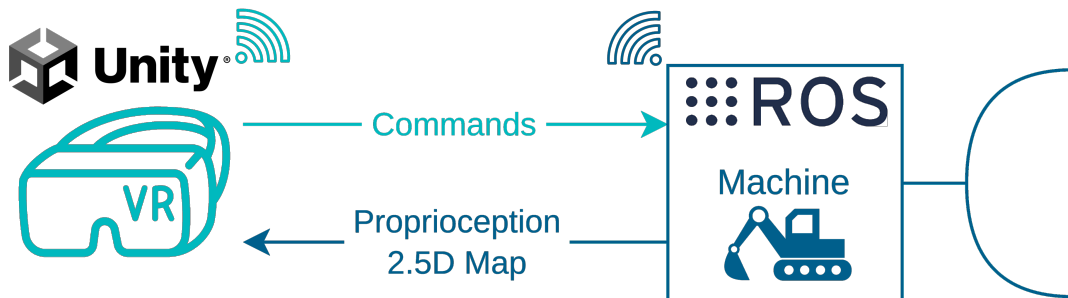 Unity®
VR
Commands
Proprioception
2.5D Map
ROS
Machine